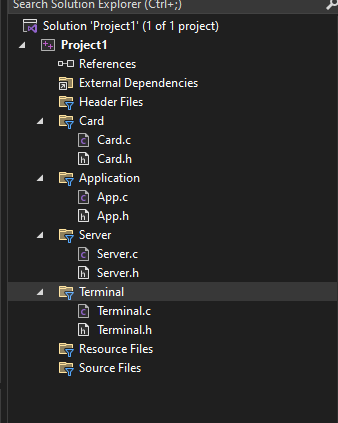 Search Solution Explorer (Ctrl+;)
Solution 'Project1' (1 of 1 project)
Project1
References
External Dependencies
Header Files
Card
Card.c
Card.h
Application
App.c
App.h
Server
Server.c
Server.h
Terminal
Terminal.c
Terminal.h
Resource Files
Source Files